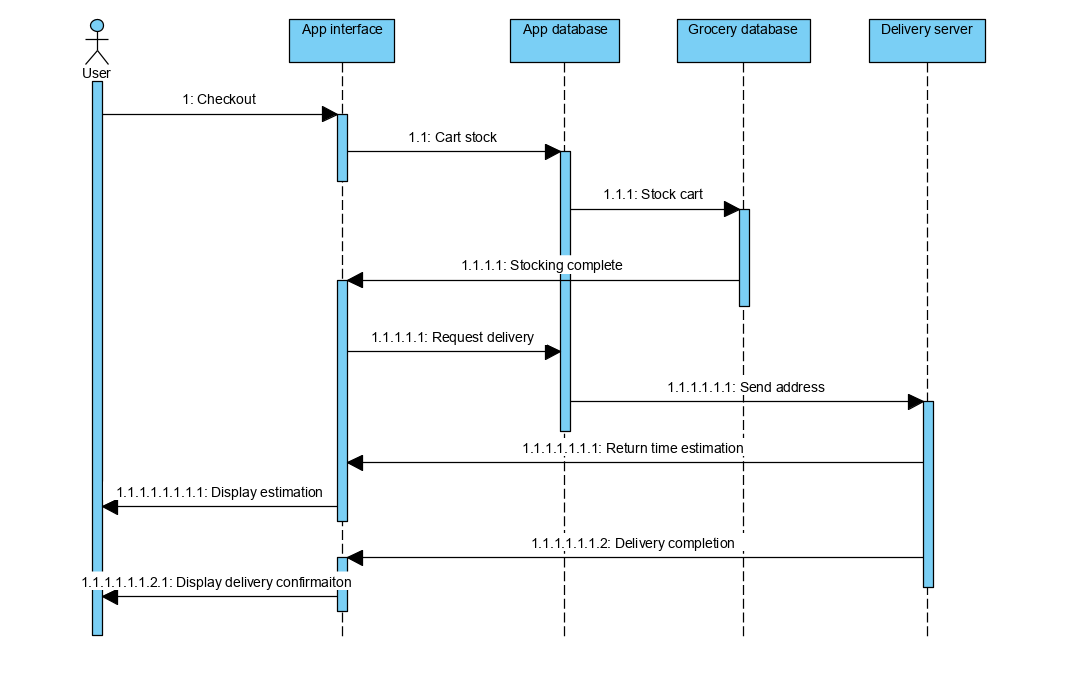 User
App interface
App database
Grocery database
Delivery server
1: Checkout
1.1: Cart stock
1.1.1: Stock cart
1.1.1.1: Stocking complete
1.1.1.1.1: Request delivery
1.1.1.1.1.1: Send address
1.1.1.1.1.1.1: Return time estimation
1.1.1.1.1.1.1.1: Display estimation
1.1.1.1.1.1.2: Delivery completion
1.1.1.1.1.1.2.1: Display delivery confirmaiton